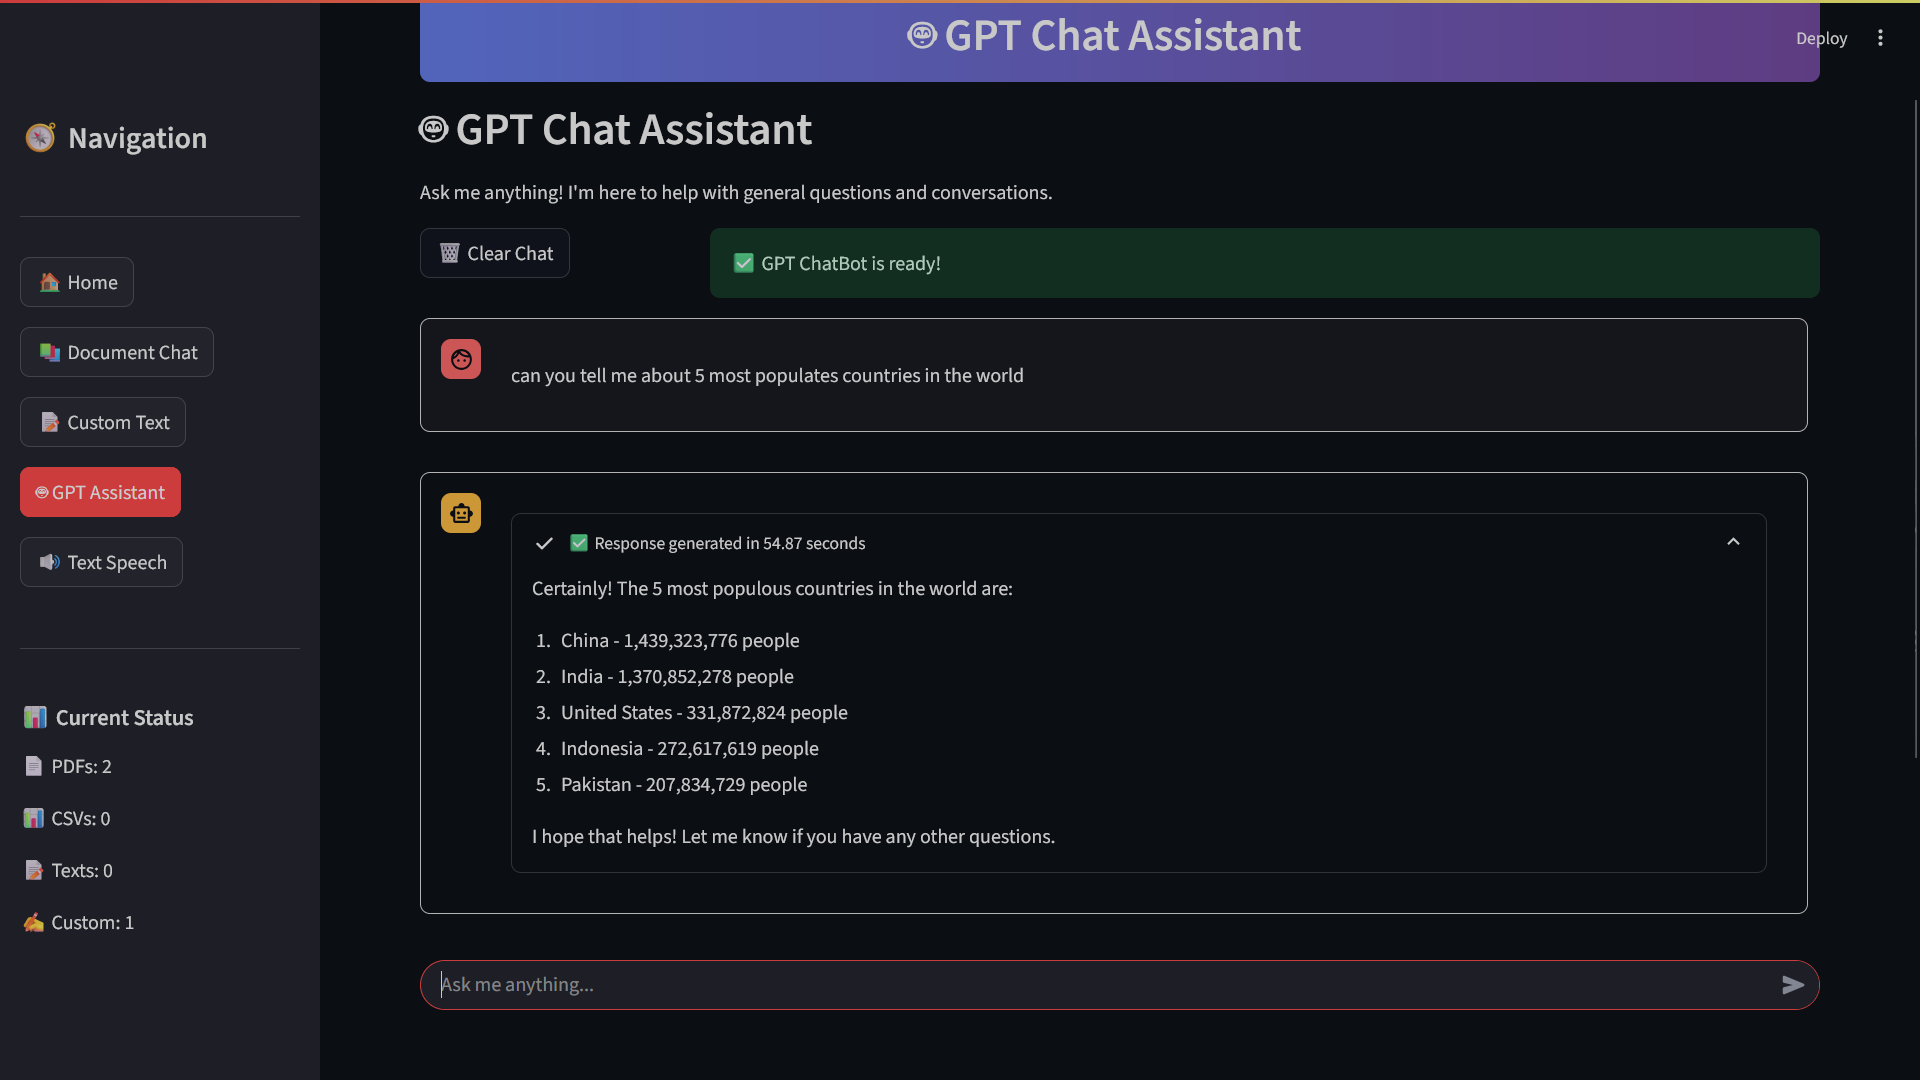 GPT Chat Assistant
Deploy
Navigation
Home
Document Chat
Custom Text
GPT Assistant
Text Speech
Current Status
PDFs: 2
CSVs: 0
Texts: 0
Custom: 1
GPT Chat Assistant
Ask me anything! I'm here to help with general questions and conversations.
Clear Chat
GPT ChatBot is ready!
can you tell me about 5 most populates countries in the world
Response generated in 54.87 seconds
Certainly! The 5 most populous countries in the world are:
1. China - 1,439,323,776 people
2. India - 1,370,852,278 people
3. United States - 331,872,824 people
4. Indonesia - 272,617,619 people
5. Pakistan - 207,834,729 people
I hope that helps! Let me know if you have any other questions.
Ask me anything...